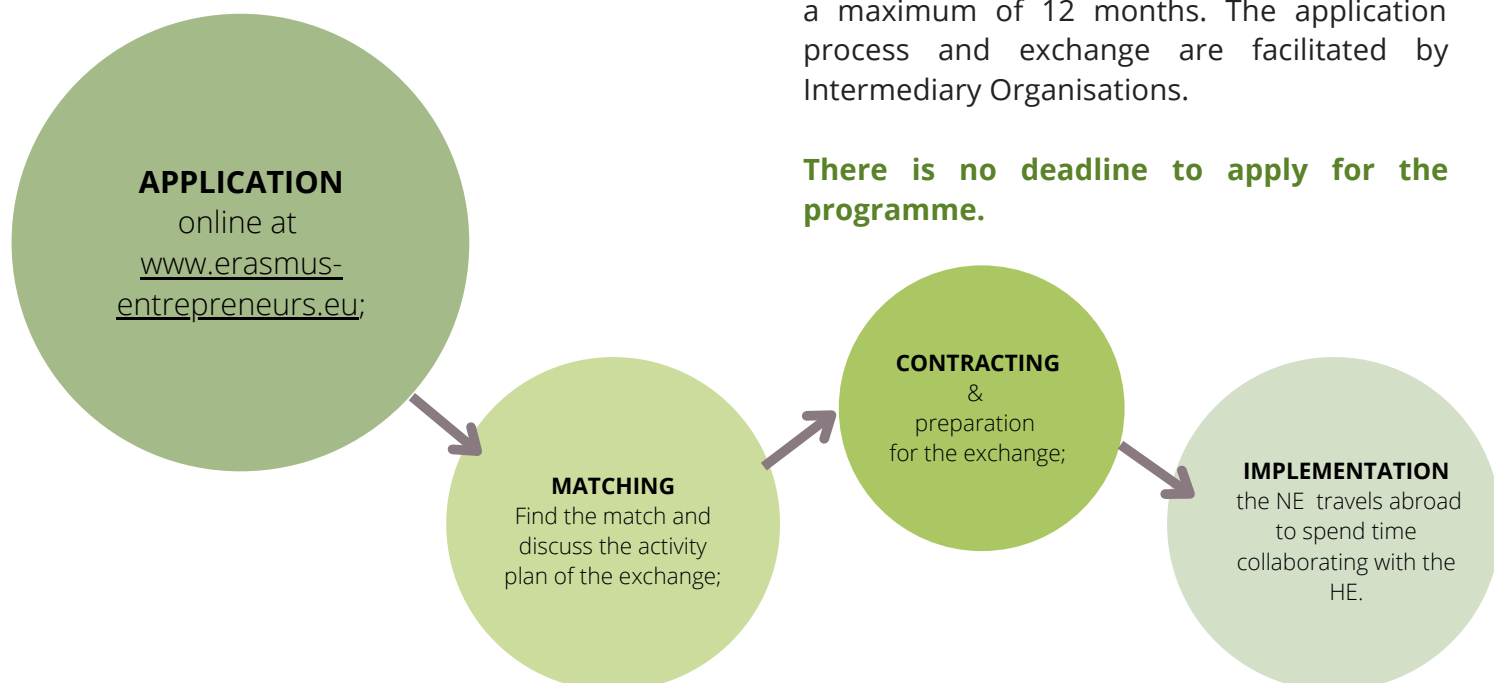 a maximum of 12 months. The application
process and exchange are facilitated by
Intermediary Organisations.
There is no deadline to apply for the
programme.
APPLICATION
online at
www.erasmus-
entrepreneurs.eu;
MATCHING
Find the match and
discuss the activity
plan of the exchange;
CONTRACTING
&
preparation
for the exchange;
IMPLEMENTATION
the NE travels abroad
to spend time
collaborating with the
HE.